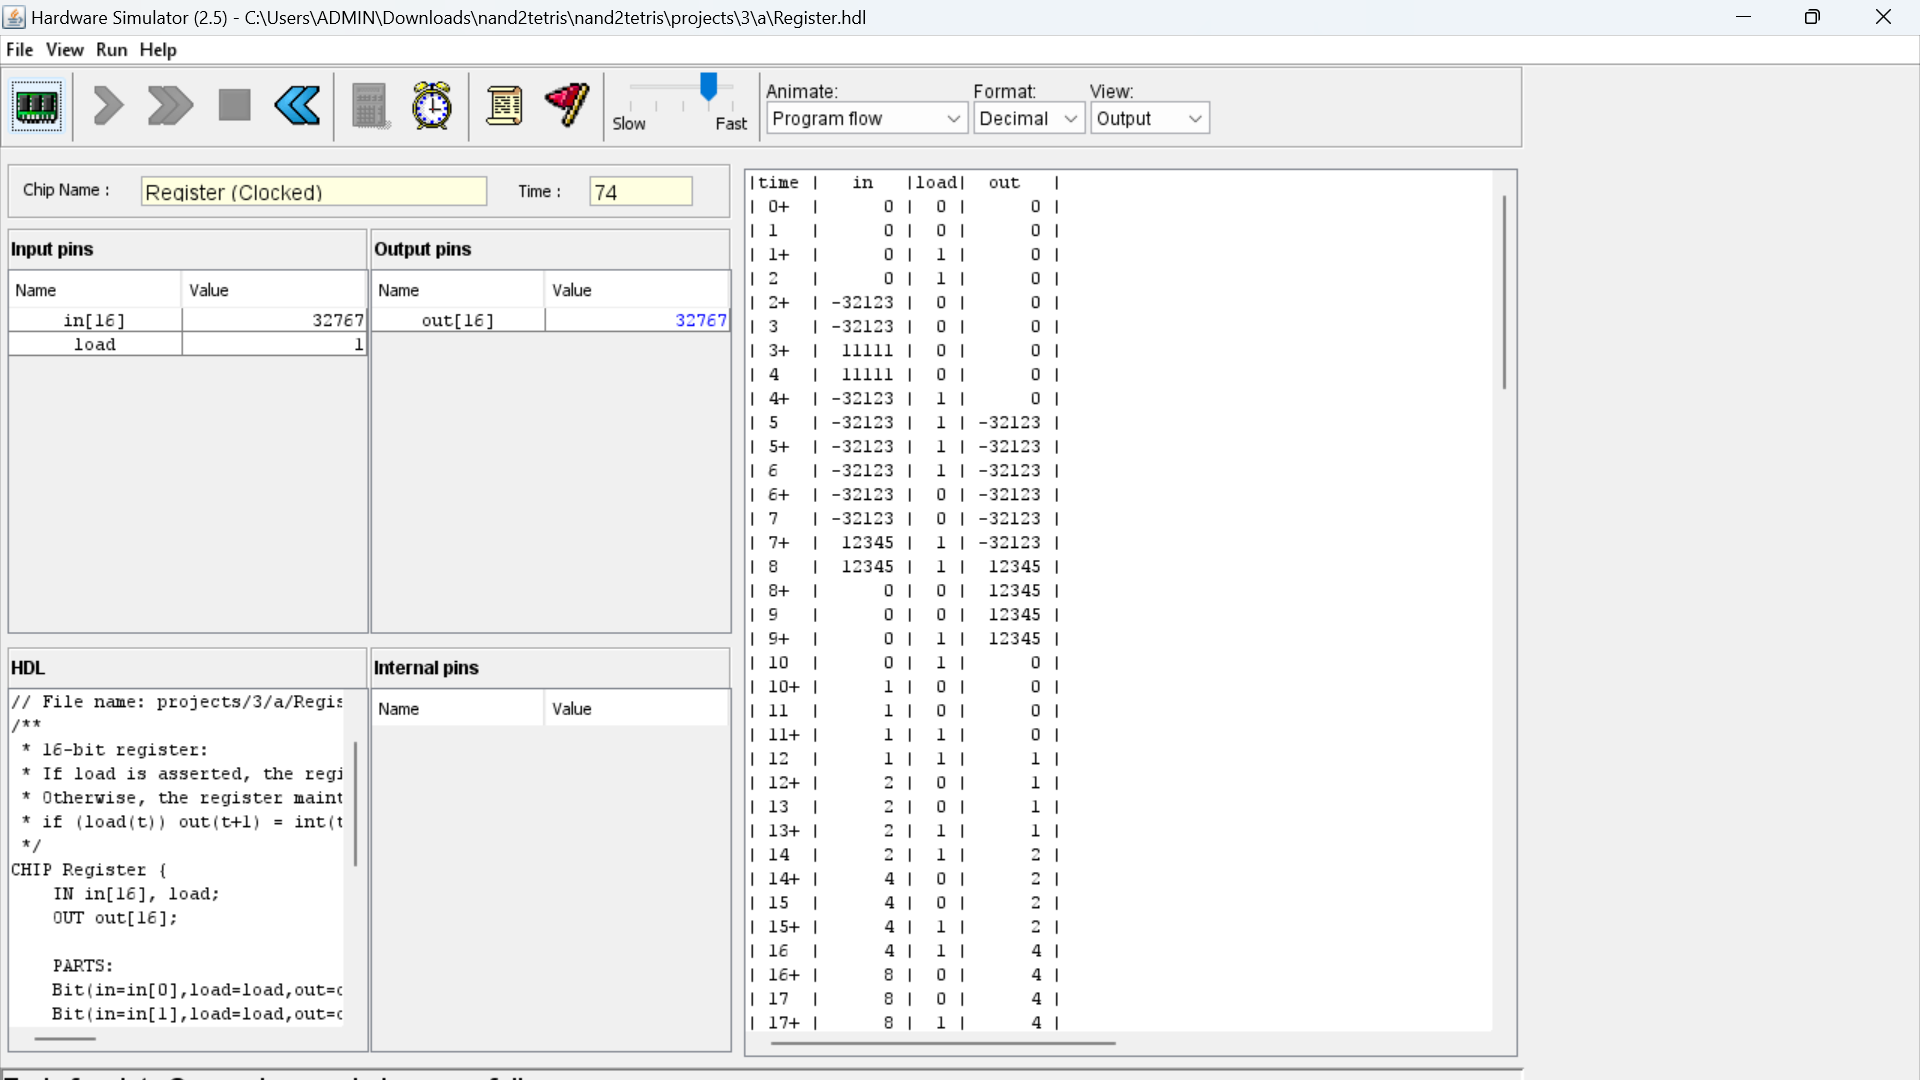 Hardware Simulator (2.5) - C:\Users\ADMIN\Downloads\nand2tetris\nand2tetris\projects\3\a\Register.hdl
File View Run Help
Slow Fast
Animate: Format: View:
Program flow Decimal Output
Chip Name : Register (Clocked) Time : 74
Input pins
Name Value
in[16] 32767
load 1
Output pins
Name Value
out[16] 32767
HDL
// File name: projects/3/a/Regis
/**
* 16-bit register:
* If load is asserted, the regi
* Otherwise, the register maint
* if (load(t)) out(t+1) = int(t
*/
CHIP Register {
IN in[16], load;
OUT out[16];
PARTS:
Bit(in=in[0],load=load,out=o
Bit(in=in[1],load=load,out=o
Internal pins
Name Value
|time | in |load| out |
| 0+ | 0 | 0 | 0 |
| 1 | 0 | 0 | 0 |
| 1+ | 0 | 1 | 0 |
| 2 | 0 | 1 | 0 |
| 2+ | -32123 | 0 | 0 |
| 3 | -32123 | 0 | 0 |
| 3+ | 11111 | 0 | 0 |
| 4 | 11111 | 0 | 0 |
| 4+ | -32123 | 1 | 0 |
| 5 | -32123 | 1 | -32123 |
| 5+ | -32123 | 1 | -32123 |
| 6 | -32123 | 1 | -32123 |
| 6+ | -32123 | 0 | -32123 |
| 7 | -32123 | 0 | -32123 |
| 7+ | 12345 | 1 | -32123 |
| 8 | 12345 | 1 | 12345 |
| 8+ | 0 | 0 | 12345 |
| 9 | 0 | 0 | 12345 |
| 9+ | 0 | 1 | 12345 |
| 10 | 0 | 1 | 0 |
| 10+ | 1 | 0 | 0 |
| 11 | 1 | 0 | 0 |
| 11+ | 1 | 1 | 0 |
| 12 | 1 | 1 | 1 |
| 12+ | 2 | 0 | 1 |
| 13 | 2 | 0 | 1 |
| 13+ | 2 | 1 | 1 |
| 14 | 2 | 1 | 2 |
| 14+ | 4 | 0 | 2 |
| 15 | 4 | 0 | 2 |
| 15+ | 4 | 1 | 2 |
| 16 | 4 | 1 | 4 |
| 16+ | 8 | 0 | 4 |
| 17 | 8 | 0 | 4 |
| 17+ | 8 | 1 | 4 |